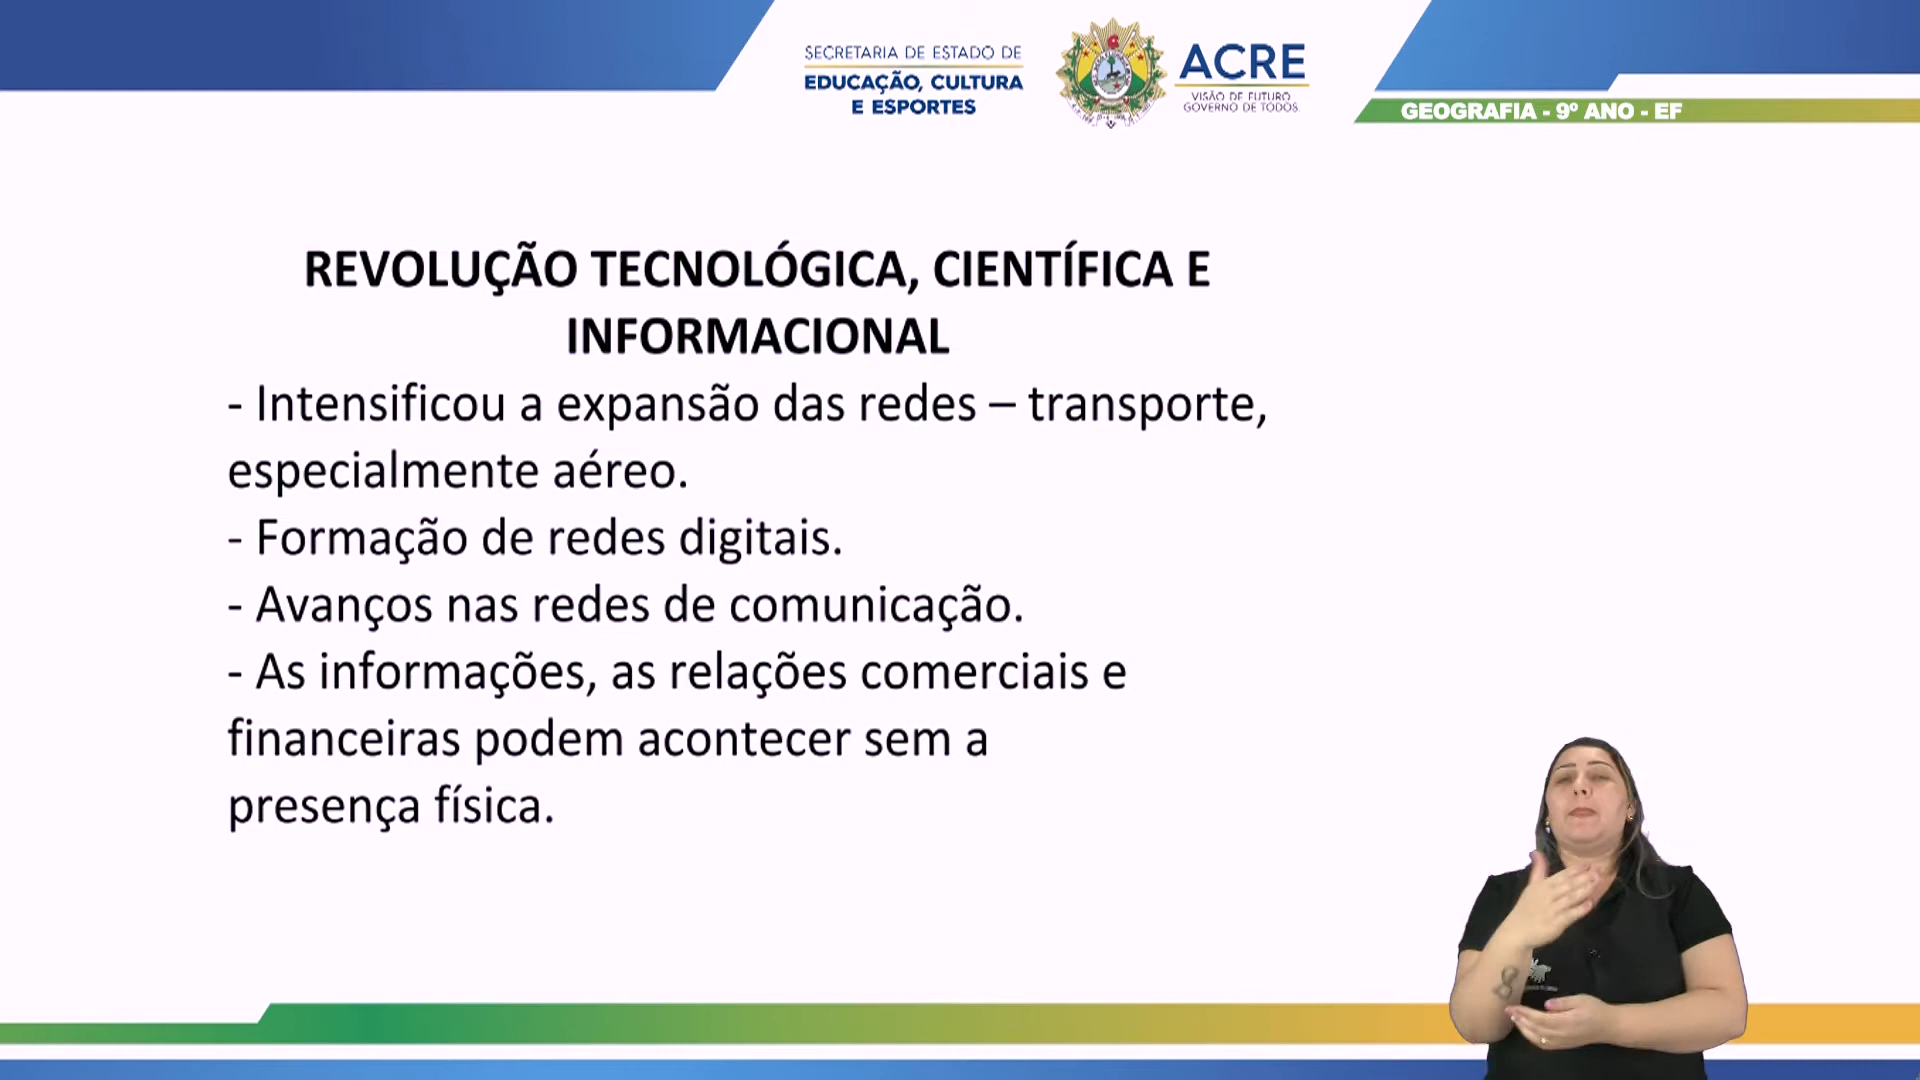 SECRETARIA DE ESTADO DE
EDUCAÇÃO, CULTURA
E ESPORTES
ACRE
VISÃO DE FUTURO
GOVERNO DE TODOS
GEOGRAFIA - 9º ANO - EF
REVOLUÇÃO TECNOLÓGICA, CIENTÍFICA E
INFORMACIONAL
- Intensificou a expansão das redes – transporte,
especialmente aéreo.
- Formação de redes digitais.
- Avanços nas redes de comunicação.
- As informações, as relações comerciais e
financeiras podem acontecer sem a
presença física.